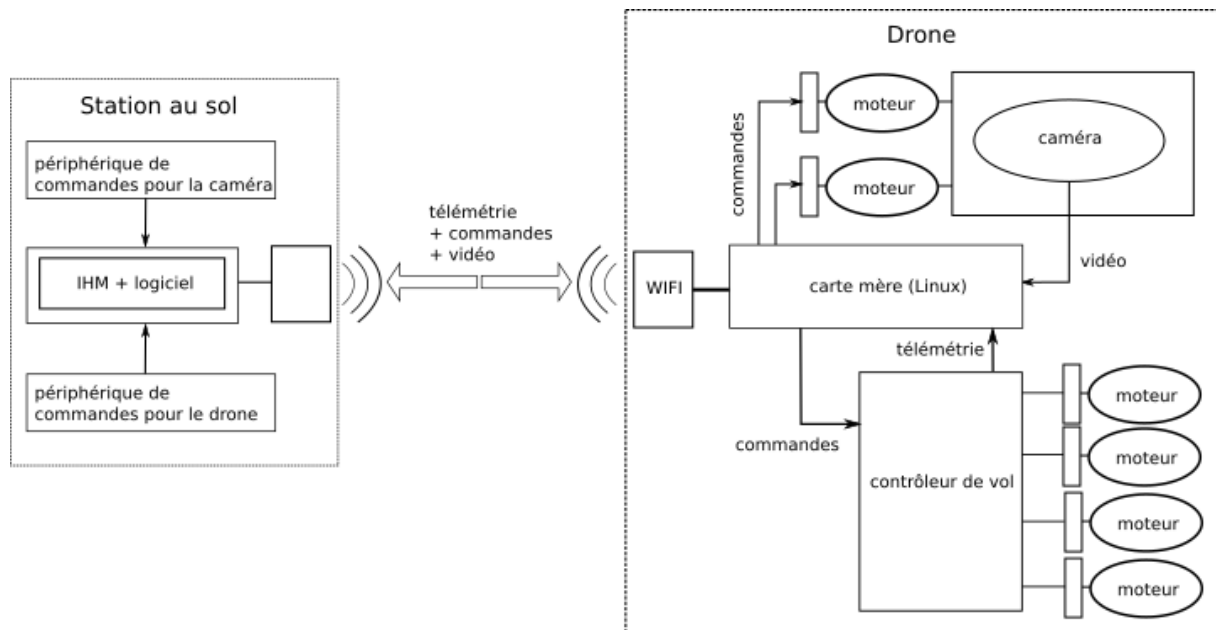 Station au sol
périphérique de
commandes pour la caméra
IHM + logiciel
périphérique de
commandes pour le drone
télémétrie
+ commandes
+ vidéo
Drone
commandes
moteur
moteur
caméra
vidéo
WIFI
carte mère (Linux)
télémétrie
commandes
contrôleur de vol
moteur
moteur
moteur
moteur